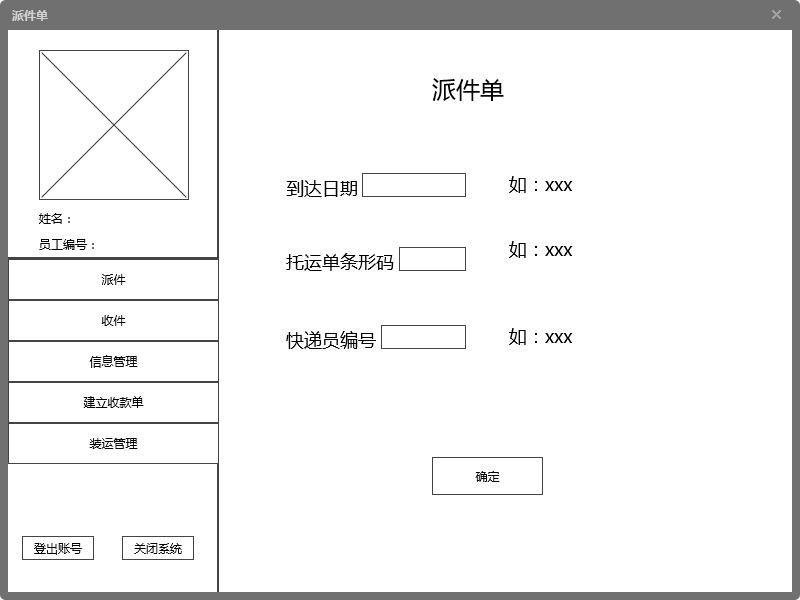 派件单
姓名：
员工编号：
派件
收件
信息管理
建立收款单
装运管理
登出账号
关闭系统
派件单
到达日期 如：xxx
托运单条形码 如：xxx
快递员编号 如：xxx
确定